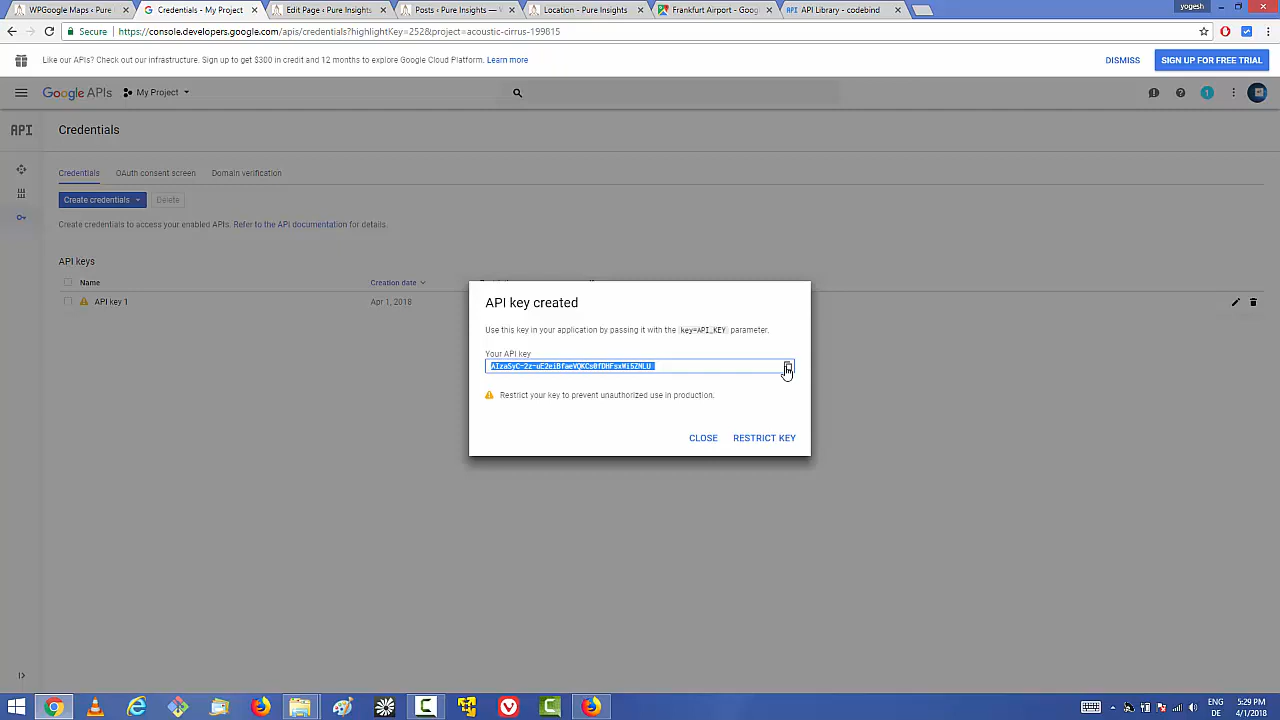 yogesh
WPGoogle Maps ‹ Pure
Credentials - My Project
Edit Page ‹ Pure Insights
Posts ‹ Pure Insights —
Location - Pure Insights
Frankfurt Airport - Goog
API Library - codebind
Secure
https://console.developers.google.com/apis/credentials?highlightKey=252&project=acoustic-cirrus-199815
Like our APIs? Check out our infrastructure. Sign up to get $300 in credit and 12 months to explore Google Cloud Platform. Learn more
DISMISS
SIGN UP FOR FREE TRIAL
Google APIs
My Project
1
API
Credentials
Credentials
OAuth consent screen
Domain verification
Create credentials
Delete
Create credentials to access your enabled APIs. Refer to the API documentation for details.
API keys
Name
Creation date
API key 1
Apr 1, 2018
API key created
Use this key in your application by passing it with the key=API_KEY parameter.
Your API key
Restrict your key to prevent unauthorized use in production.
CLOSE
RESTRICT KEY
ENG
5:29 PM
DE
4/1/2018